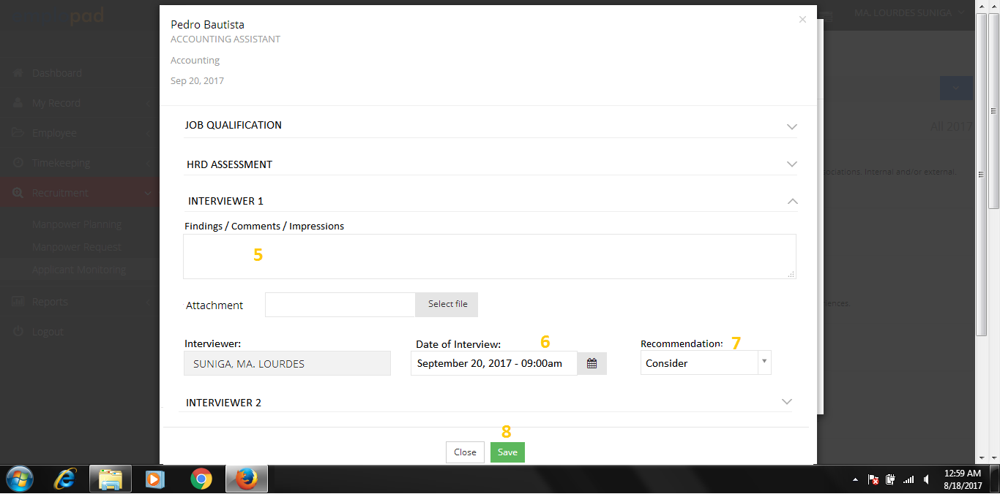 pad
MA. LOURDES SUNIGA
Dashboard
My Record
Employee
Timekeeping
Recruitment
Manpower Planning
Manpower Request
Applicant Monitoring
Reports
Logout
Pedro Bautista
ACCOUNTING ASSISTANT
Accounting
Sep 20, 2017
×
JOB QUALIFICATION
HRD ASSESSMENT
INTERVIEWER 1
Findings / Comments / Impressions
5
Attachment Select file
Interviewer: Date of Interview: 6 Recommendation: 7
SUNIGA, MA. LOURDES September 20, 2017 - 09:00am Consider
INTERVIEWER 2
8
Close Save
All 2017
Internal and/or external.
12:59 AM
8/18/2017